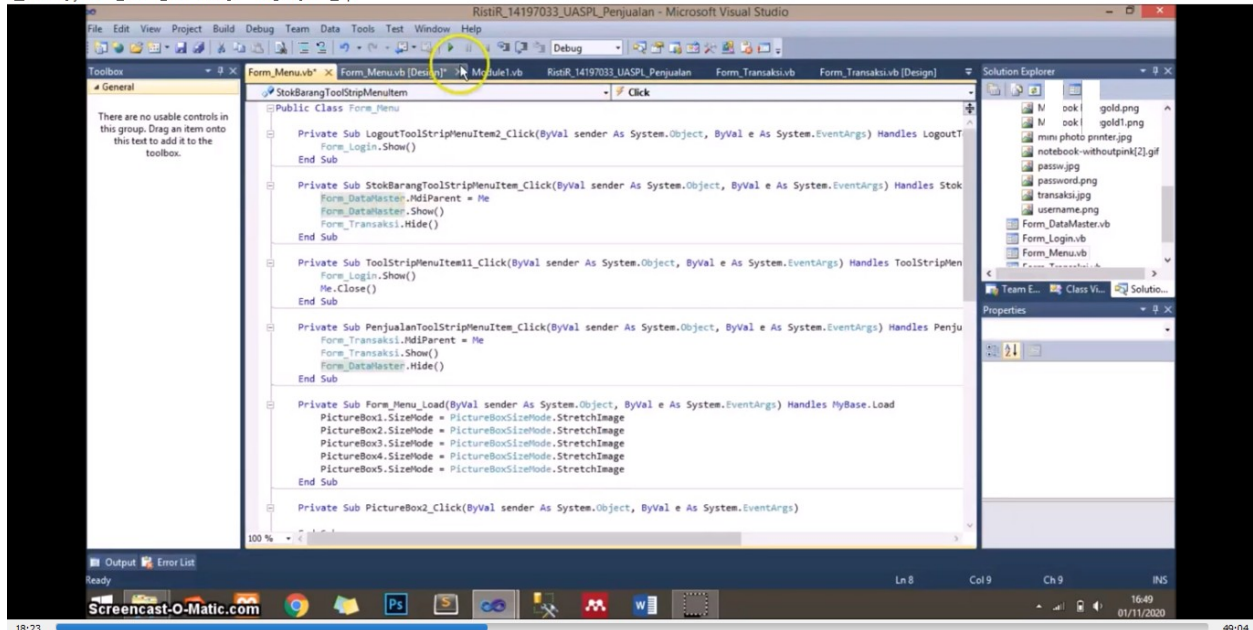 RistiR_14197033_UASPL_Penjualan - Microsoft Visual Studio
File Edit View Project Build Debug Team Data Tools Test Window Help
Debug
Toolbox
General
There are no usable controls in
this group. Drag an item onto
this text to add it to the
toolbox.
Form_Menu.vb* Form_Menu.vb [Design]* Module1.vb RistiR_14197033_UASPL_Penjualan Form_Transaksi.vb Form_Transaksi.vb [Design]
StokBarangToolStripMenuItem Click
Public Class Form_Menu
Private Sub LogoutToolStripMenuItem2_Click(ByVal sender As System.Object, ByVal e As System.EventArgs) Handles LogoutT
Form_Login.Show()
End Sub
Private Sub StokBarangToolStripMenuItem_Click(ByVal sender As System.Object, ByVal e As System.EventArgs) Handles Stok
Form_DataMaster.MdiParent = Me
Form_DataMaster.Show()
Form_Transaksi.Hide()
End Sub
Private Sub ToolStripMenuItem11_Click(ByVal sender As System.Object, ByVal e As System.EventArgs) Handles ToolStripMen
Form_Login.Show()
Me.Close()
End Sub
Private Sub PenjualanToolStripMenuItem_Click(ByVal sender As System.Object, ByVal e As System.EventArgs) Handles Penju
Form_Transaksi.MdiParent = Me
Form_Transaksi.Show()
Form_DataMaster.Hide()
End Sub
Private Sub Form_Menu_Load(ByVal sender As System.Object, ByVal e As System.EventArgs) Handles MyBase.Load
PictureBox1.SizeMode = PictureBoxSizeMode.StretchImage
PictureBox2.SizeMode = PictureBoxSizeMode.StretchImage
PictureBox3.SizeMode = PictureBoxSizeMode.StretchImage
PictureBox4.SizeMode = PictureBoxSizeMode.StretchImage
PictureBox5.SizeMode = PictureBoxSizeMode.StretchImage
End Sub
Private Sub PictureBox2_Click(ByVal sender As System.Object, ByVal e As System.EventArgs)
100 %
Solution Explorer
mini photo printer.jpg
notebook-withoutpink[2].gif
passw.jpg
password.png
transaksi.jpg
username.png
Form_DataMaster.vb
Form_Login.vb
Form_Menu.vb
Team E... Class Vi... Solutio...
Properties
Output Error List
Ready Ln 8 Col 9 Ch 9 INS
Screencast-O-Matic.com
Ps S W
16:49
01/11/2020
18:23 49:04